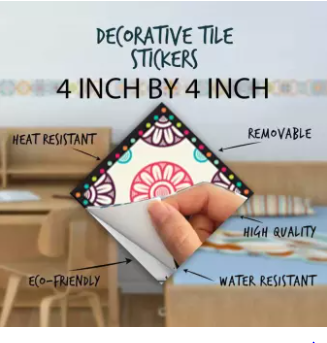 DECORATIVE TILE
STICKERS
4 INCH BY 4 INCH
HEAT RESISTANT
REMOVABLE
HIGH QUALITY
ECO-FRIENDLY
WATER RESISTANT